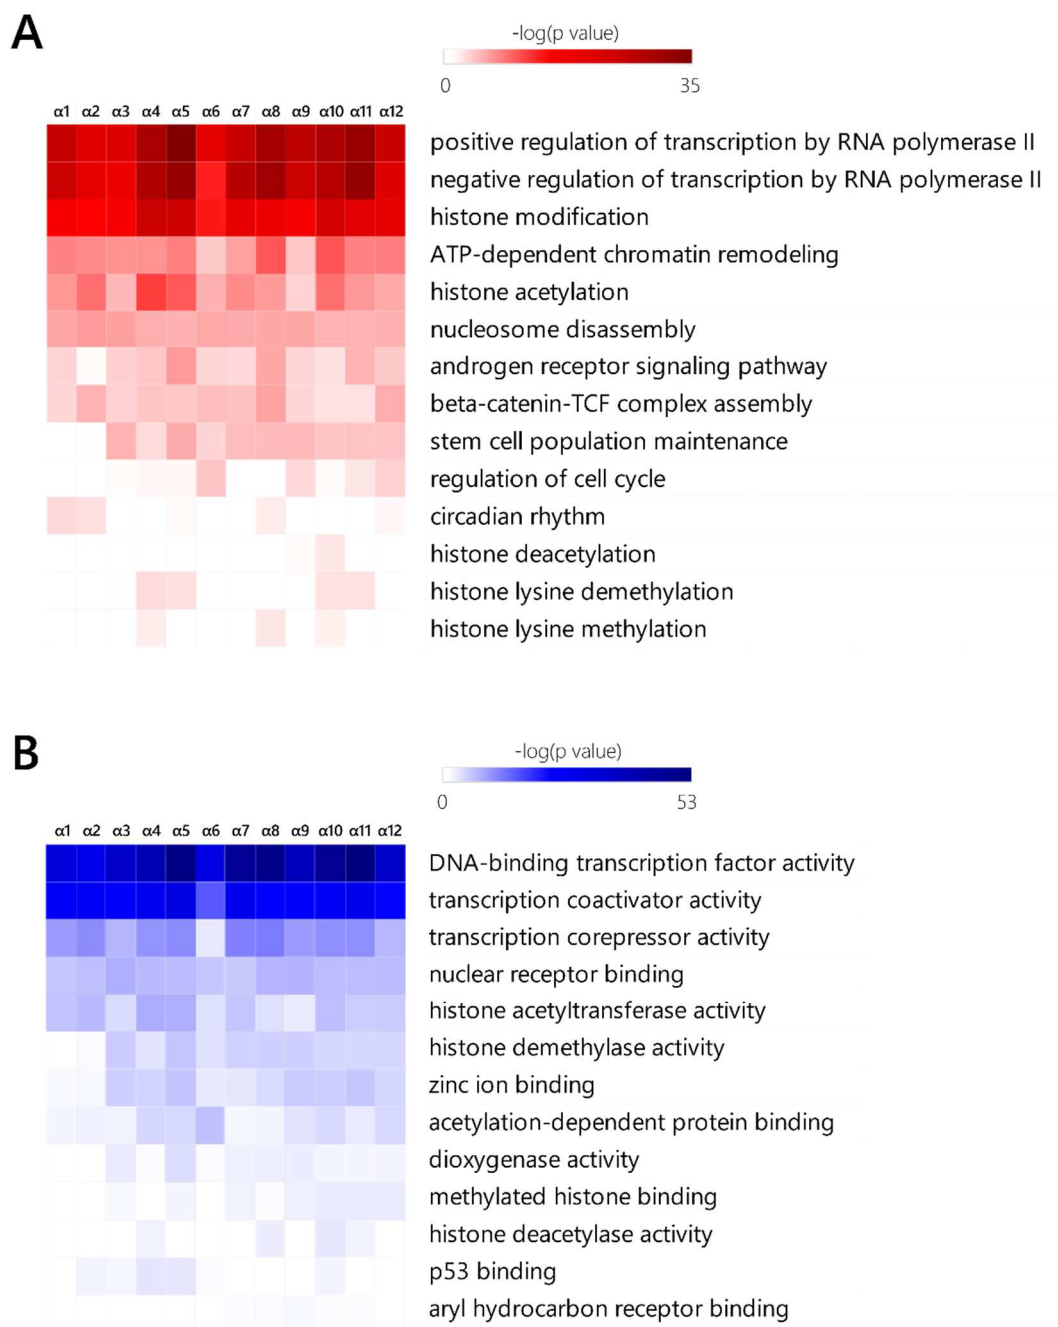 A
-log(p value)
0 35
α1 α2 α3 α4 α5 α6 α7 α8 α9 α10 α11 α12
positive regulation of transcription by RNA polymerase II
negative regulation of transcription by RNA polymerase II
histone modification
ATP-dependent chromatin remodeling
histone acetylation
nucleosome disassembly
androgen receptor signaling pathway
beta-catenin-TCF complex assembly
stem cell population maintenance
regulation of cell cycle
circadian rhythm
histone deacetylation
histone lysine demethylation
histone lysine methylation
B
-log(p value)
0 53
α1 α2 α3 α4 α5 α6 α7 α8 α9 α10 α11 α12
DNA-binding transcription factor activity
transcription coactivator activity
transcription corepressor activity
nuclear receptor binding
histone acetyltransferase activity
histone demethylase activity
zinc ion binding
acetylation-dependent protein binding
dioxygenase activity
methylated histone binding
histone deacetylase activity
p53 binding
aryl hydrocarbon receptor binding